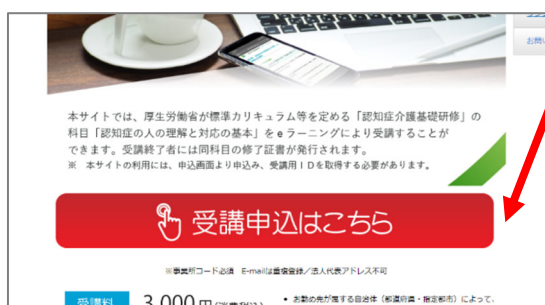 本サイトでは、厚生労働省が標準カリキュラム等を定める「認知症介護基礎研修」の
科目「認知症の人の理解と対応の基本」をeラーニングにより受講することが
できます。受講終了者には同科目の修了証書が発行されます。
※ 本サイトの利用には、申込画面より申込み、受講用IDを取得する必要があります。
受講申込はこちら
※事業所コード必須 E-mailは重複登録/法人代表アドレス不可
受講料
3,000円
• お勤め先が属する自治体（都道府県・指定都市）によって、